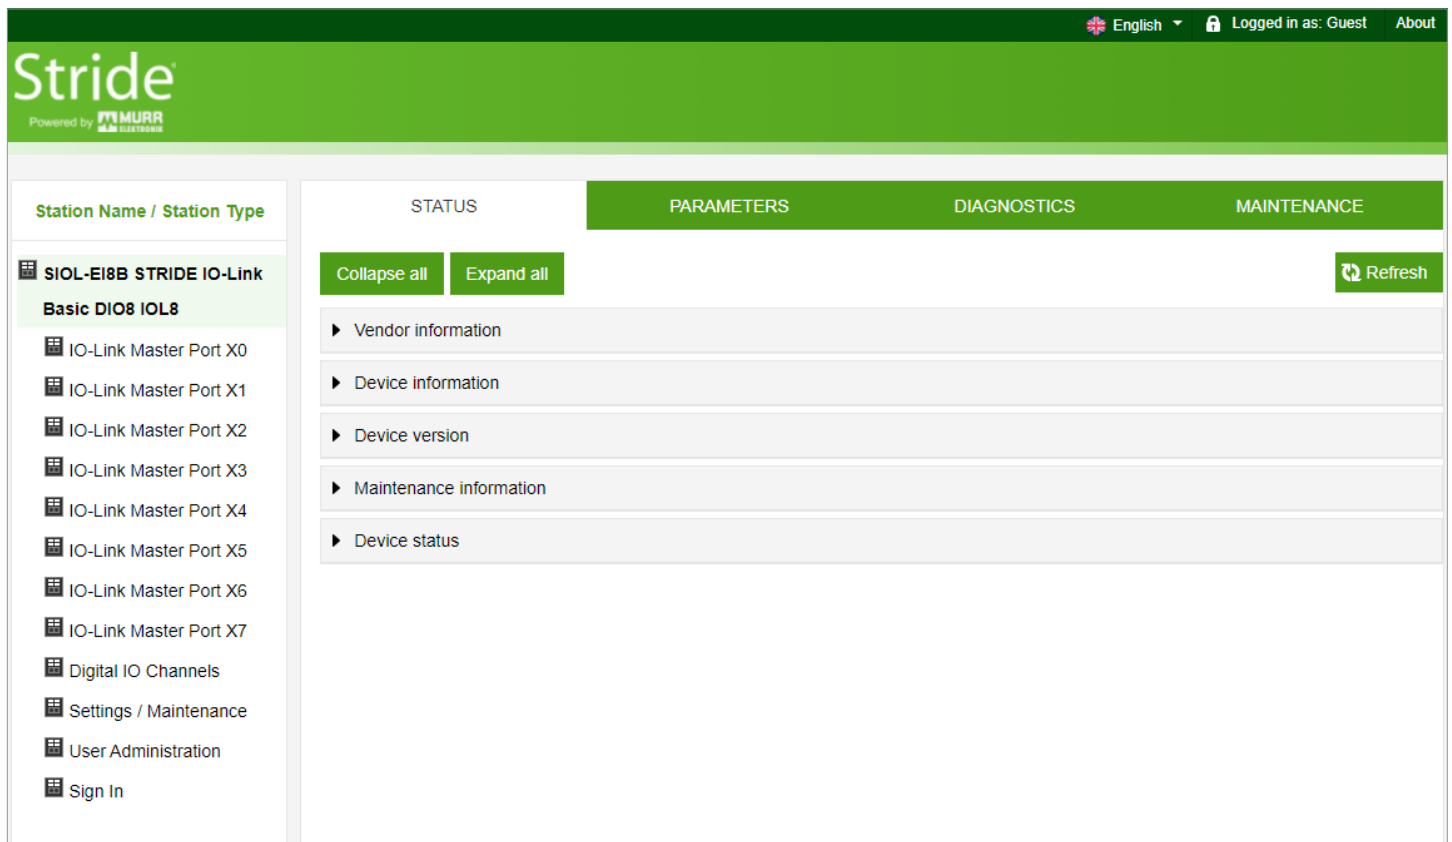 English
Logged in as: Guest
About
Stride
Powered by MURR
ELEKTRONIK
Station Name / Station Type
SIOL-EI8B STRIDE IO-Link
Basic DIO8 IOL8
IO-Link Master Port X0
IO-Link Master Port X1
IO-Link Master Port X2
IO-Link Master Port X3
IO-Link Master Port X4
IO-Link Master Port X5
IO-Link Master Port X6
IO-Link Master Port X7
Digital IO Channels
Settings / Maintenance
User Administration
Sign In
STATUS
PARAMETERS
DIAGNOSTICS
MAINTENANCE
Collapse all
Expand all
Refresh
Vendor information
Device information
Device version
Maintenance information
Device status